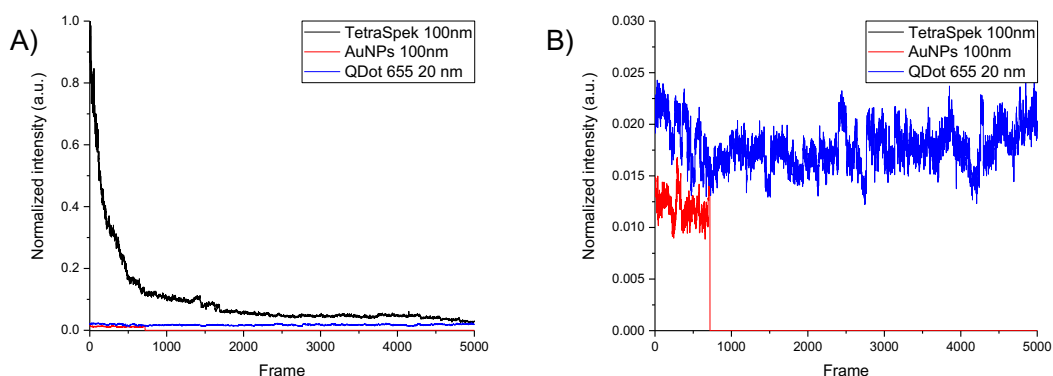 A)
TetraSpek 100nm
AuNPs 100nm
QDot 655 20 nm
Normalized intensity (a.u.)
1.0
0.8
0.6
0.4
0.2
0.0
0 1000 2000 3000 4000 5000
Frame
B)
TetraSpek 100nm
AuNPs 100nm
QDot 655 20 nm
Normalized intensity (a.u.)
0.030
0.025
0.020
0.015
0.010
0.005
0.000
0 1000 2000 3000 4000 5000
Frame